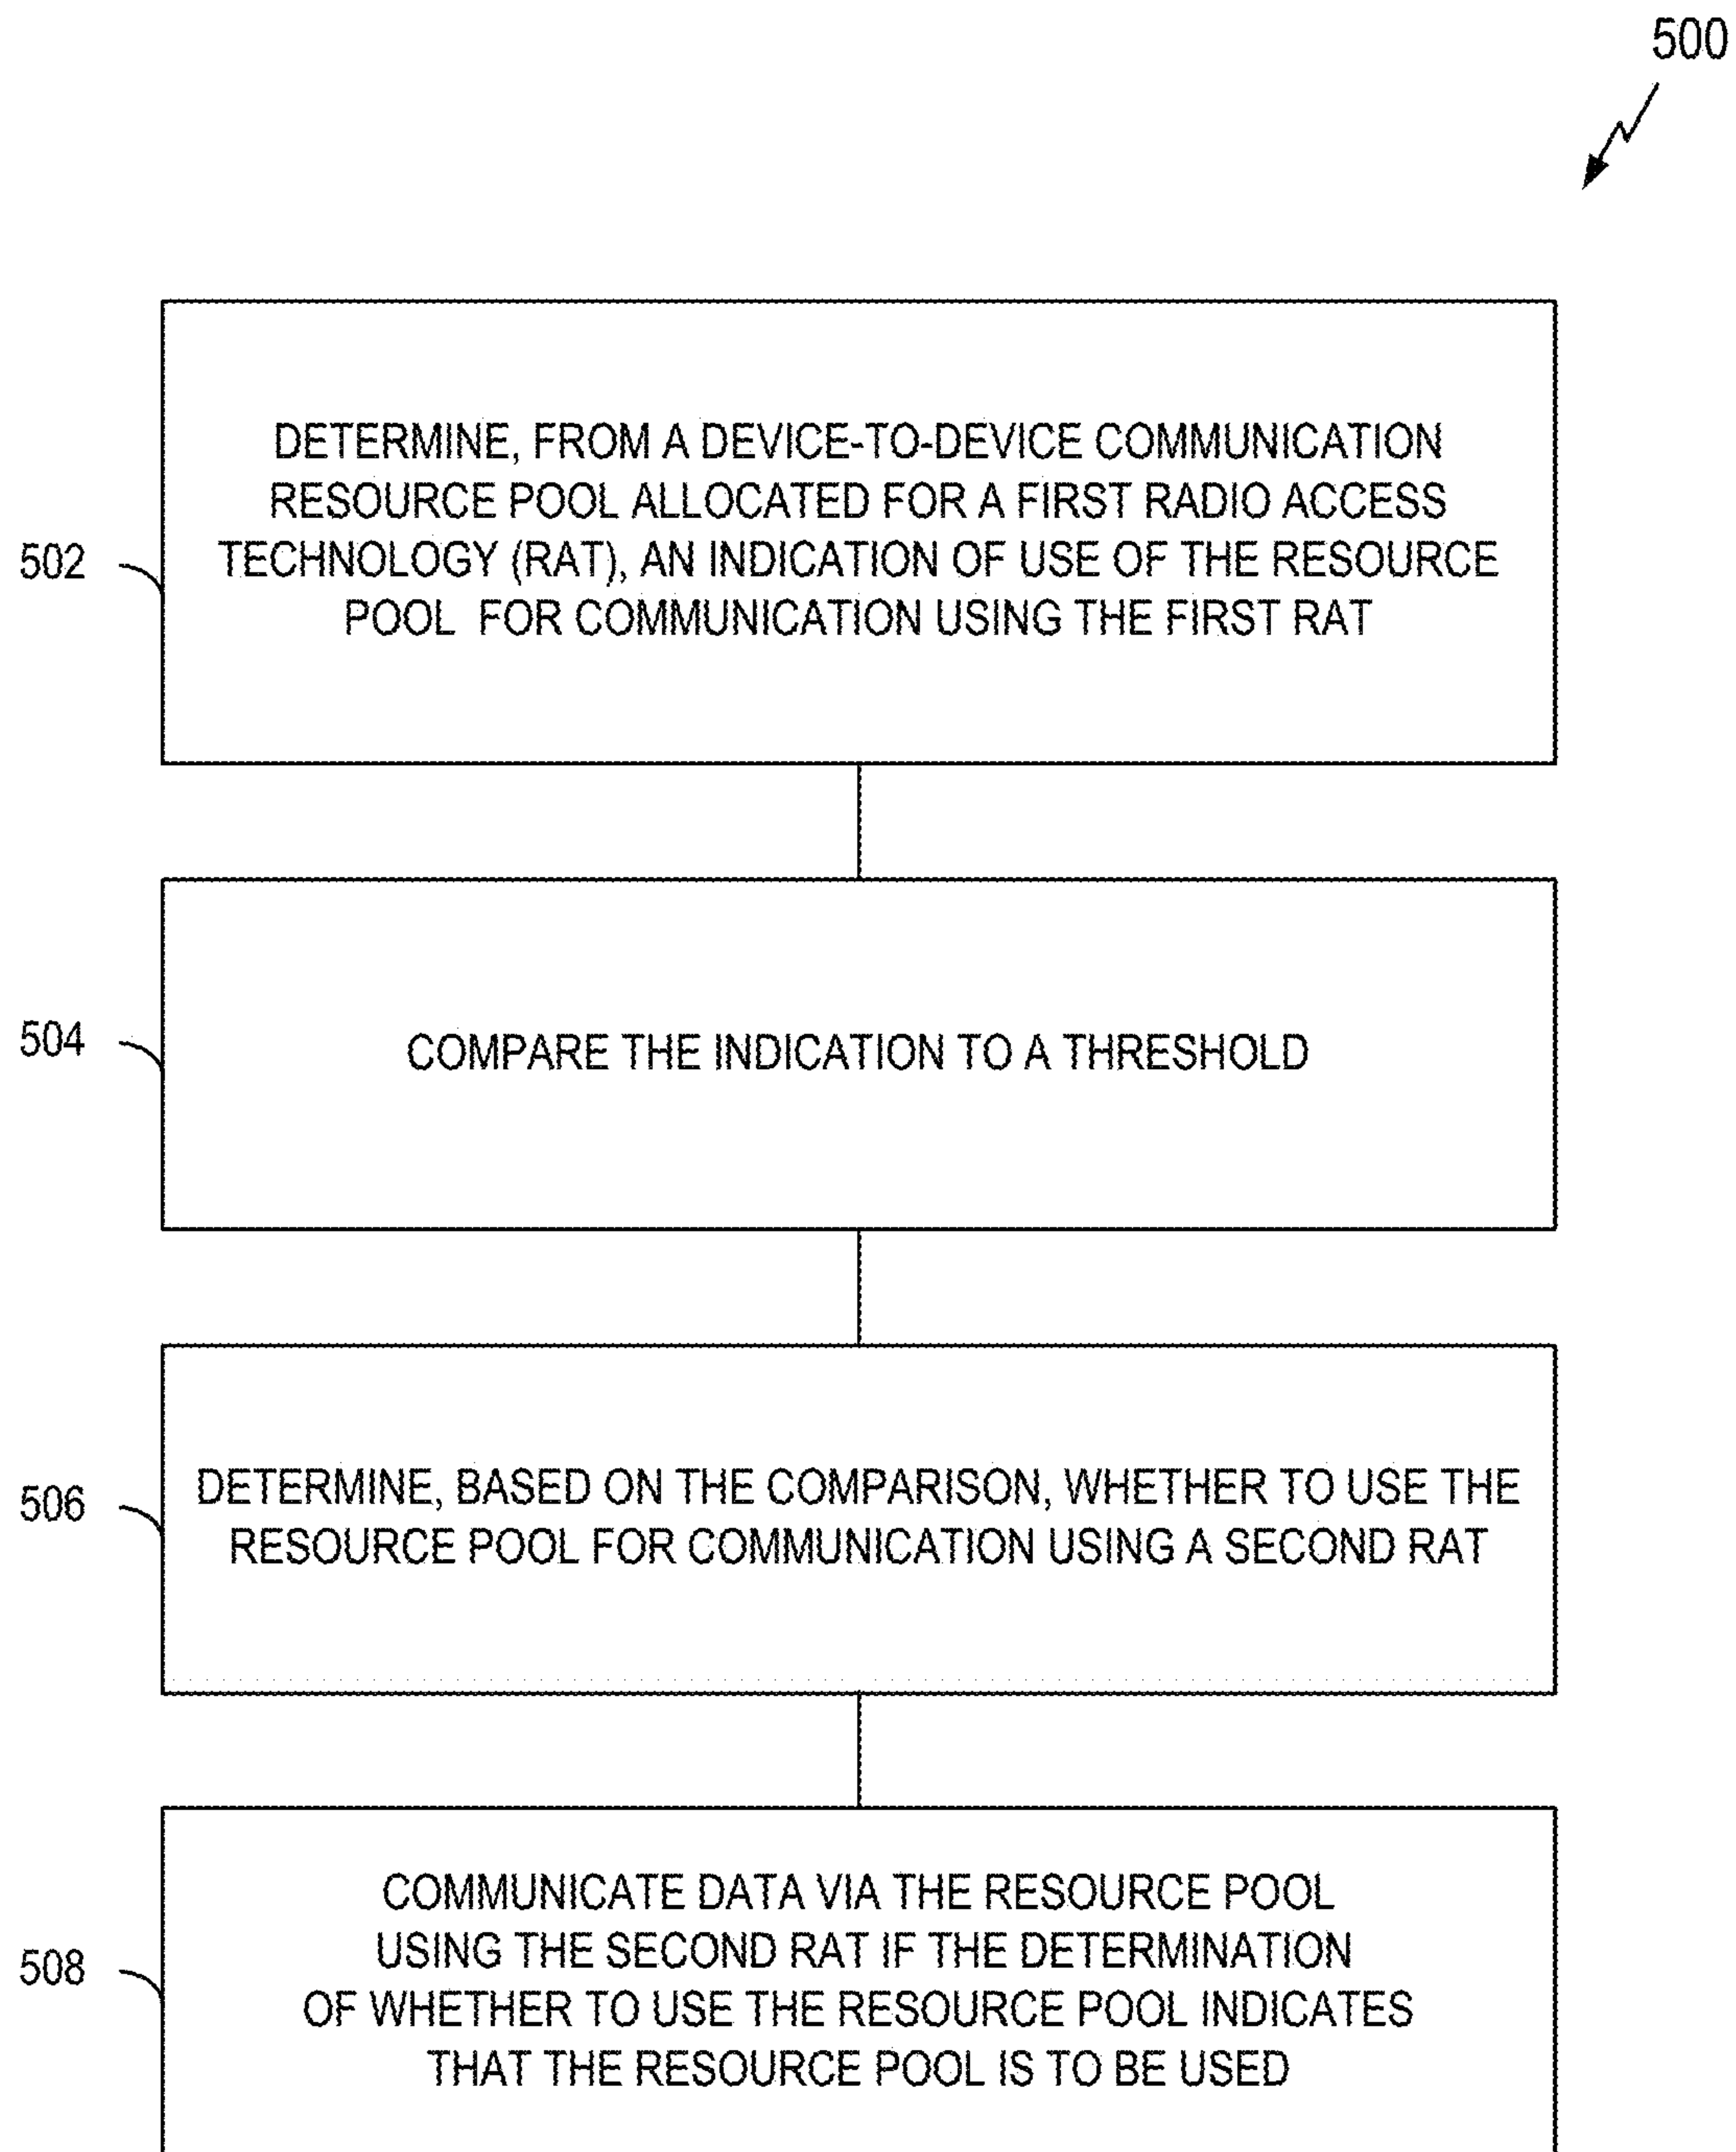 500
DETERMINE, FROM A DEVICE-TO-DEVICE COMMUNICATION
RESOURCE POOL ALLOCATED FOR A FIRST RADIO ACCESS
TECHNOLOGY (RAT), AN INDICATION OF USE OF THE RESOURCE
POOL FOR COMMUNICATION USING THE FIRST RAT
502
COMPARE THE INDICATION TO A THRESHOLD
504
DETERMINE, BASED ON THE COMPARISON, WHETHER TO USE THE
RESOURCE POOL FOR COMMUNICATION USING A SECOND RAT
506
COMMUNICATE DATA VIA THE RESOURCE POOL
USING THE SECOND RAT IF THE DETERMINATION
OF WHETHER TO USE THE RESOURCE POOL INDICATES
THAT THE RESOURCE POOL IS TO BE USED
508